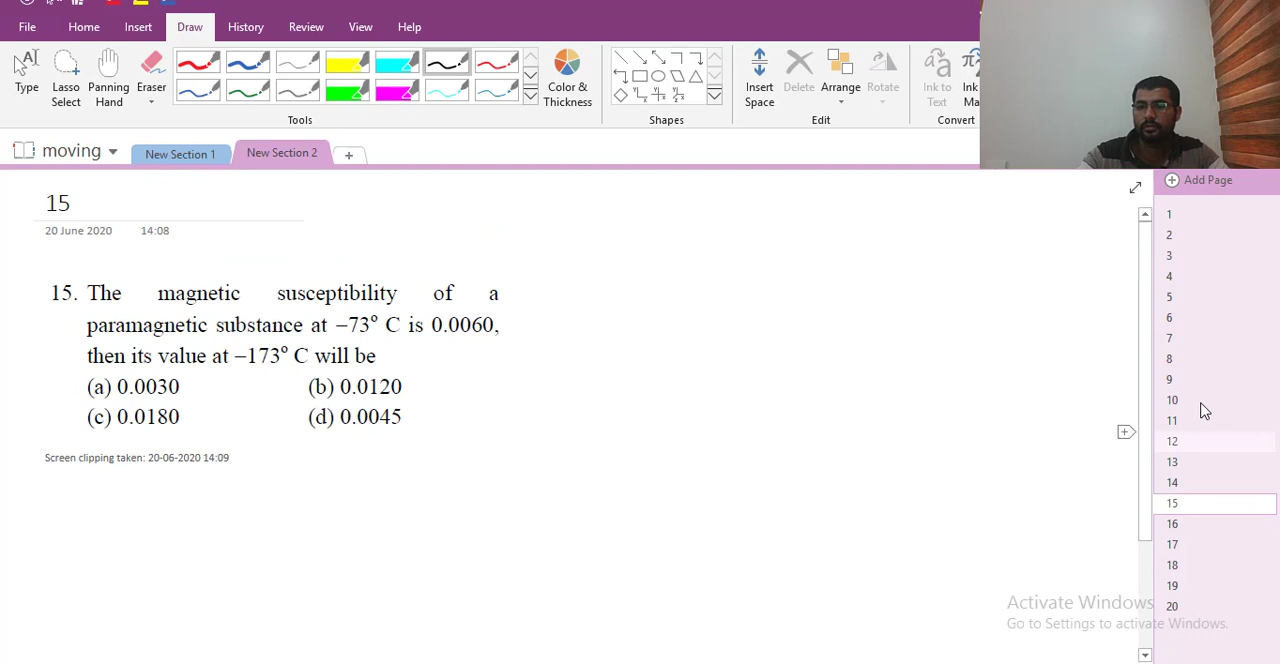 File Home Insert Draw History Review View Help
Type
Lasso Select
Panning Hand
Eraser
Color & Thickness
Insert Space
Delete
Arrange
Rotate
Ink to Text
Tools
Shapes
Edit
Convert
moving
New Section 1
New Section 2
Add Page
15
20 June 2020 14:08
15. The magnetic susceptibility of a
paramagnetic substance at −73° C is 0.0060,
then its value at −173° C will be
(a) 0.0030 (b) 0.0120
(c) 0.0180 (d) 0.0045
Screen clipping taken: 20-06-2020 14:09
1
2
3
4
5
6
7
8
9
10
11
12
13
14
15
16
17
18
19
20
Activate Windows
Go to Settings to activate Windows.